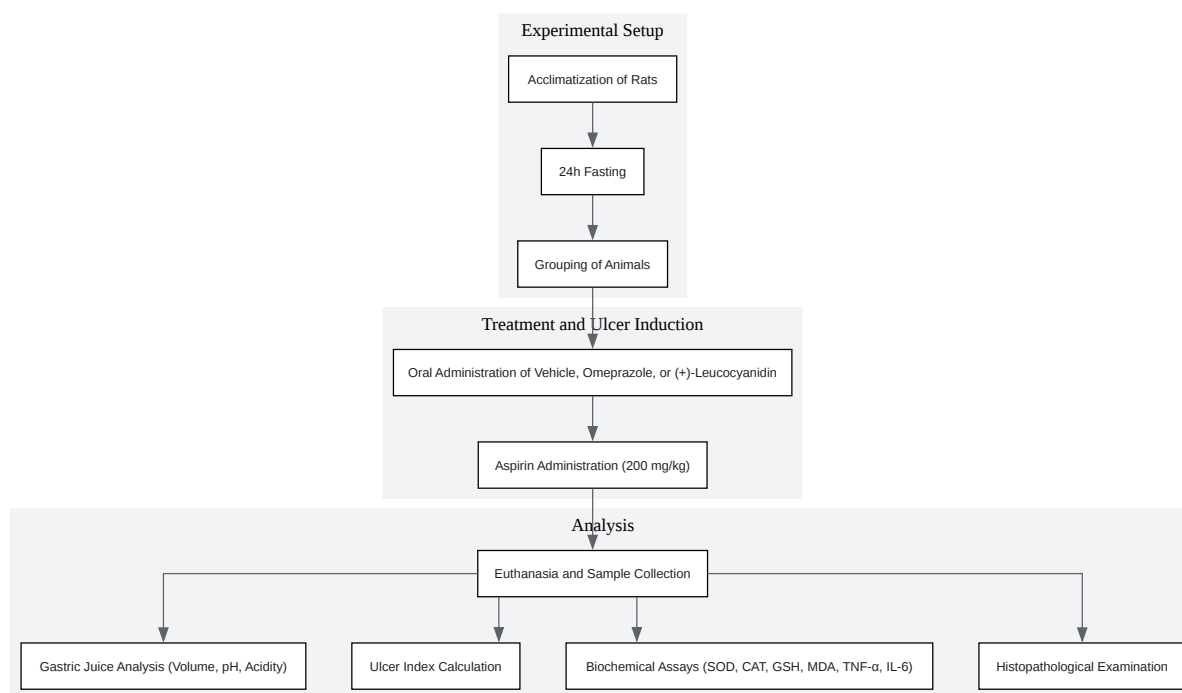 Experimental Setup
Acclimatization of Rats
24h Fasting
Grouping of Animals
Treatment and Ulcer Induction
Oral Administration of Vehicle, Omeprazole, or (+)-Leucocyanidin
Aspirin Administration (200 mg/kg)
Analysis
Euthanasia and Sample Collection
Gastric Juice Analysis (Volume, pH, Acidity)
Ulcer Index Calculation
Biochemical Assays (SOD, CAT, GSH, MDA, TNF-α, IL-6)
Histopathological Examination